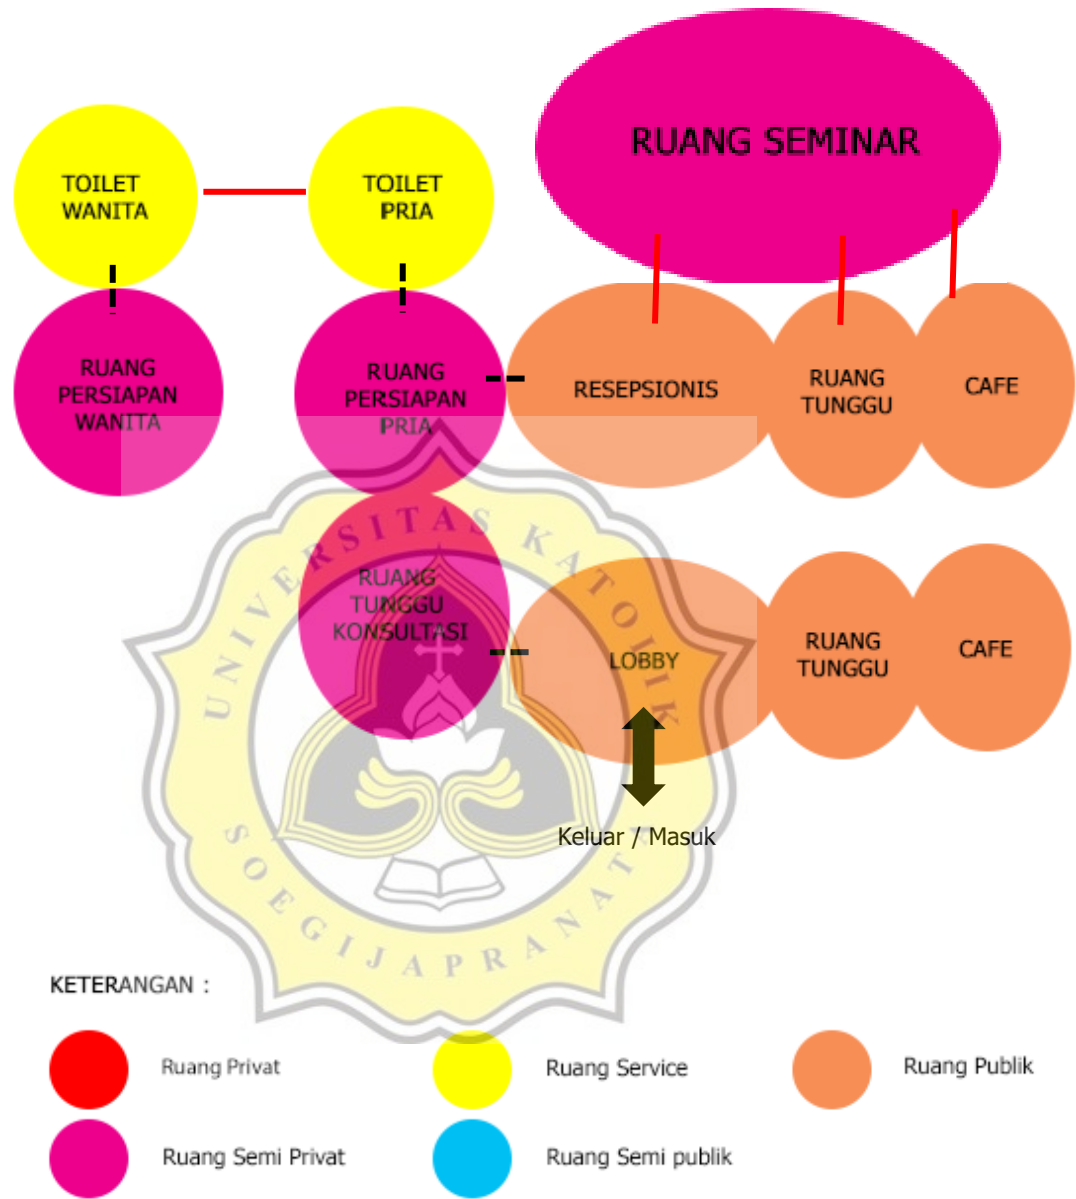 RUANG SEMINAR
TOILET
WANITA
TOILET
PRIA
RUANG
PERSIAPAN
WANITA
RUANG
PERSIAPAN
PRIA
RESEPSIONIS
RUANG
TUNGGU
CAFE
RUANG
TUNGGU
KONSULTASI
LOBBY
RUANG
TUNGGU
CAFE
Keluar / Masuk
UNIVERSITAS KATOLIK
SOEGIJAPRANATA
KETERANGAN :
Ruang Privat
Ruang Service
Ruang Publik
Ruang Semi Privat
Ruang Semi publik